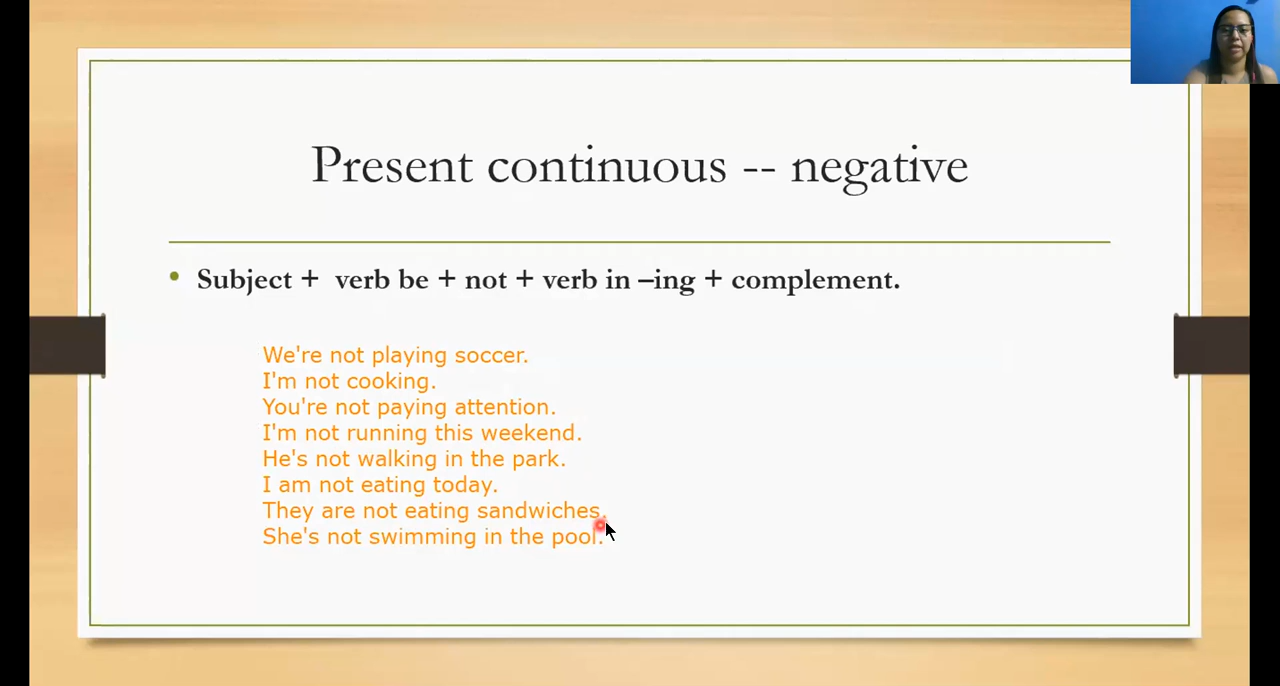 Present continuous -- negative
• Subject + verb be + not + verb in –ing + complement.
We're not playing soccer.
I'm not cooking.
You're not paying attention.
I'm not running this weekend.
He's not walking in the park.
I am not eating today.
They are not eating sandwiches.
She's not swimming in the pool.